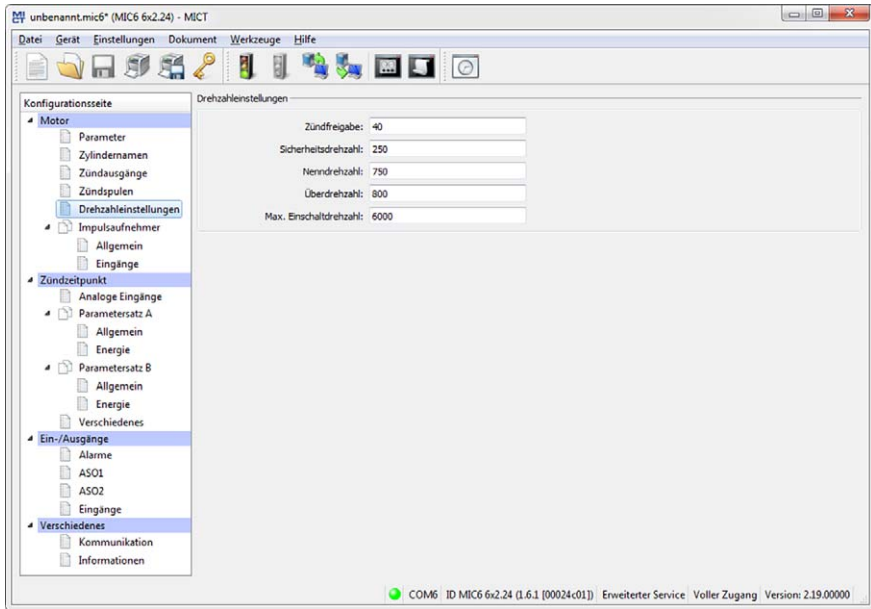 unbenannt.mic6* (MIC6 6x2.24) - MICT
Datei Gerät Einstellungen Dokument Werkzeuge Hilfe
Konfigurationsseite
Motor
Parameter
Zylindernamen
Zündausgänge
Zündspulen
Drehzahleinstellungen
Impulsaufnehmer
Allgemein
Eingänge
Zündzeitpunkt
Analoge Eingänge
Parametersatz A
Allgemein
Energie
Parametersatz B
Allgemein
Energie
Verschiedenes
Ein-/Ausgänge
Alarme
ASO1
ASO2
Eingänge
Verschiedenes
Kommunikation
Informationen
Drehzahleinstellungen
Zündfreigabe: 40
Sicherheitsdrehzahl: 250
Nenndrehzahl: 750
Überdrehzahl: 800
Max. Einschaltdrehzahl: 6000
COM6 ID MIC6 6x2.24 (1.6.1 [00024c01]) Erweiterter Service Voller Zugang Version: 2.19.00000